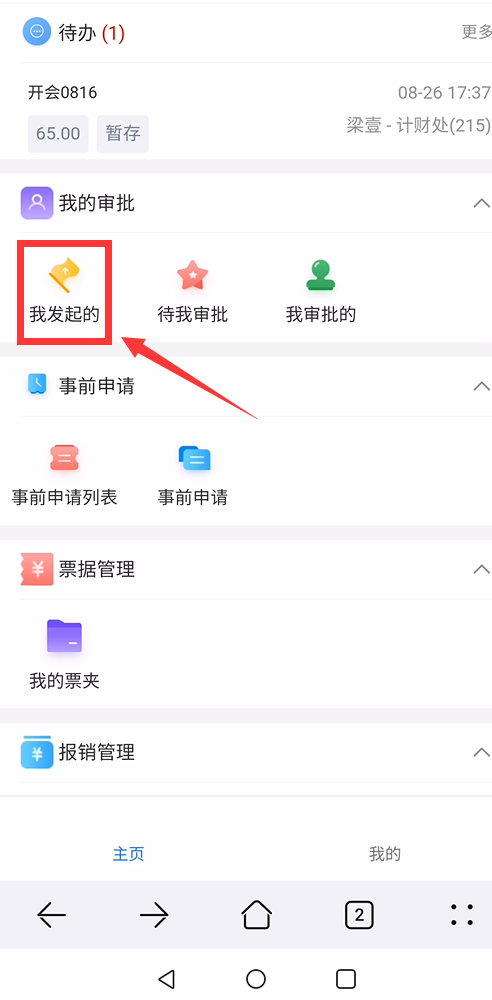 待办 (1)
更多
开会0816
08-26 17:37
65.00 暂存
梁壹 - 计财处(215)
我的审批
我发起的 待我审批 我审批的
事前申请
事前申请列表 事前申请
¥ 票据管理
我的票夹
¥ 报销管理
主页 我的
2